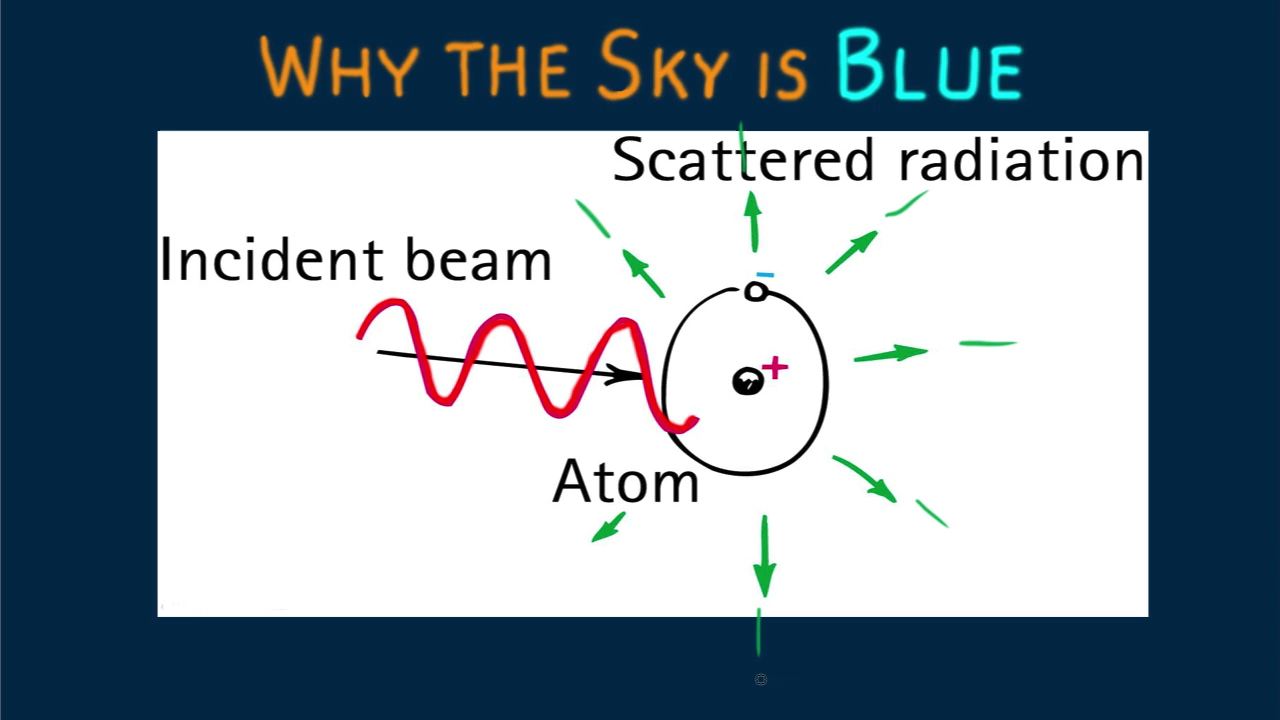 WHY THE SKY IS BLUE
Scattered radiation
Incident beam
−
+
Atom